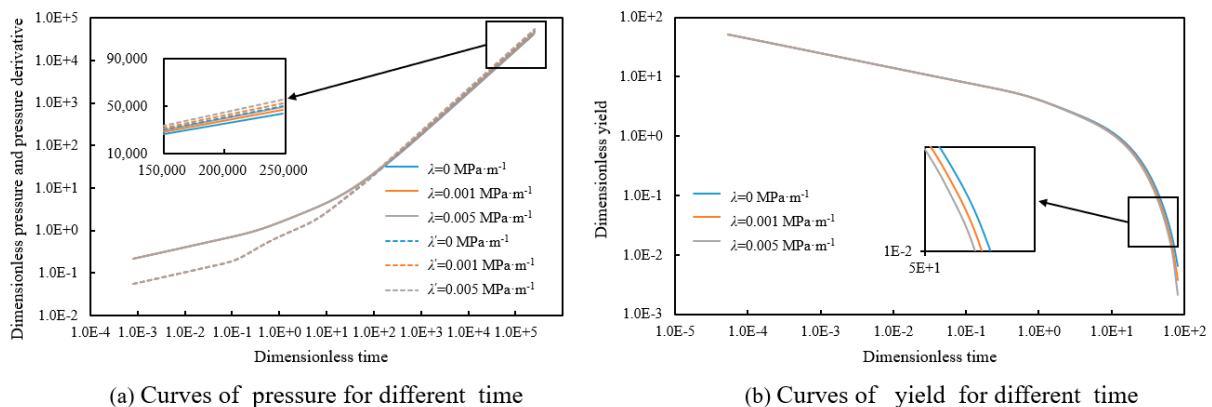 Dimensionless pressure and pressure derivative
1.0E+5
1.0E+4
1.0E+3
1.0E+2
1.0E+1
1.0E+0
1.0E-1
1.0E-2
90,000
50,000
10,000
150,000 200,000 250,000
λ=0 MPa·m⁻¹
λ=0.001 MPa·m⁻¹
λ=0.005 MPa·m⁻¹
λ'=0 MPa·m⁻¹
λ'=0.001 MPa·m⁻¹
λ'=0.005 MPa·m⁻¹
1.0E-4 1.0E-3 1.0E-2 1.0E-1 1.0E+0 1.0E+1 1.0E+2 1.0E+3 1.0E+4 1.0E+5
Dimensionless time
(a) Curves of pressure for different time
Dimensionless yield
1.0E+2
1.0E+1
1.0E+0
1.0E-1
1.0E-2
1.0E-3
λ=0 MPa·m⁻¹
λ=0.001 MPa·m⁻¹
λ=0.005 MPa·m⁻¹
1E-2
5E+1
1.0E-5 1.0E-4 1.0E-3 1.0E-2 1.0E-1 1.0E+0 1.0E+1 1.0E+2
Dimensionless time
(b) Curves of yield for different time